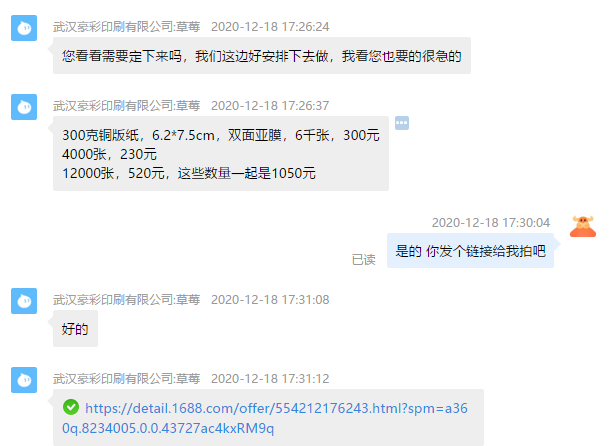 武汉豪彩印刷有限公司:草莓 2020-12-18 17:26:24
您看看需要定下来吗，我们这边好安排下去做，我看您也要的很急的
武汉豪彩印刷有限公司:草莓 2020-12-18 17:26:37
300克铜版纸，6.2*7.5cm，双面亚膜，6千张，300元
4000张，230元
12000张，520元，这些数量一起是1050元
2020-12-18 17:30:04
是的 你发个链接给我拍吧
已读
武汉豪彩印刷有限公司:草莓 2020-12-18 17:31:08
好的
武汉豪彩印刷有限公司:草莓 2020-12-18 17:31:12
https://detail.1688.com/offer/554212176243.html?spm=a36
0q.8234005.0.0.43727ac4kxRM9q